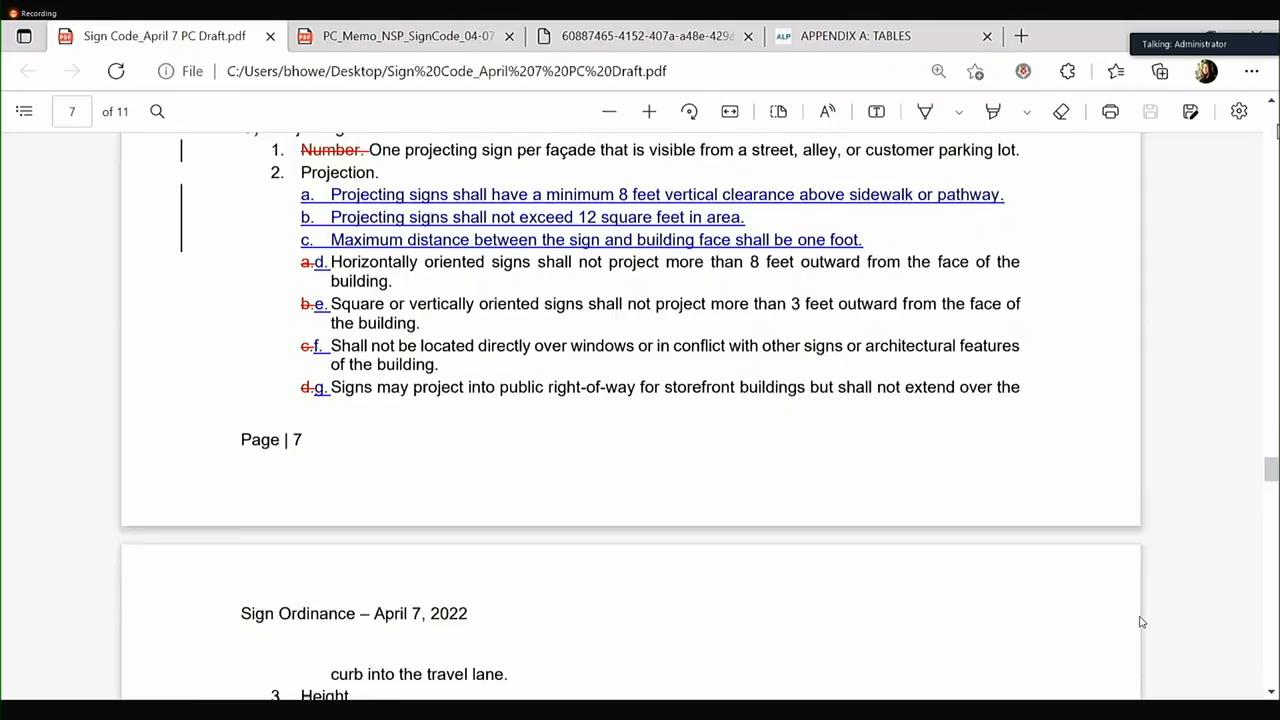 Recording
Sign Code_April 7 PC Draft.pdf
PC_Memo_NSP_SignCode_04-07
60887465-4152-407a-a48e-429a
ALP APPENDIX A: TABLES
Talking: Administrator
File C:/Users/bhowe/Desktop/Sign%20Code_April%207%20PC%20Draft.pdf
7 of 11
1. Number. One projecting sign per façade that is visible from a street, alley, or customer parking lot.
2. Projection.
a. Projecting signs shall have a minimum 8 feet vertical clearance above sidewalk or pathway.
b. Projecting signs shall not exceed 12 square feet in area.
c. Maximum distance between the sign and building face shall be one foot.
a.d. Horizontally oriented signs shall not project more than 8 feet outward from the face of the
building.
b.e. Square or vertically oriented signs shall not project more than 3 feet outward from the face of
the building.
c.f. Shall not be located directly over windows or in conflict with other signs or architectural features
of the building.
d.g. Signs may project into public right-of-way for storefront buildings but shall not extend over the
Page | 7
Sign Ordinance – April 7, 2022
curb into the travel lane.
3. Height